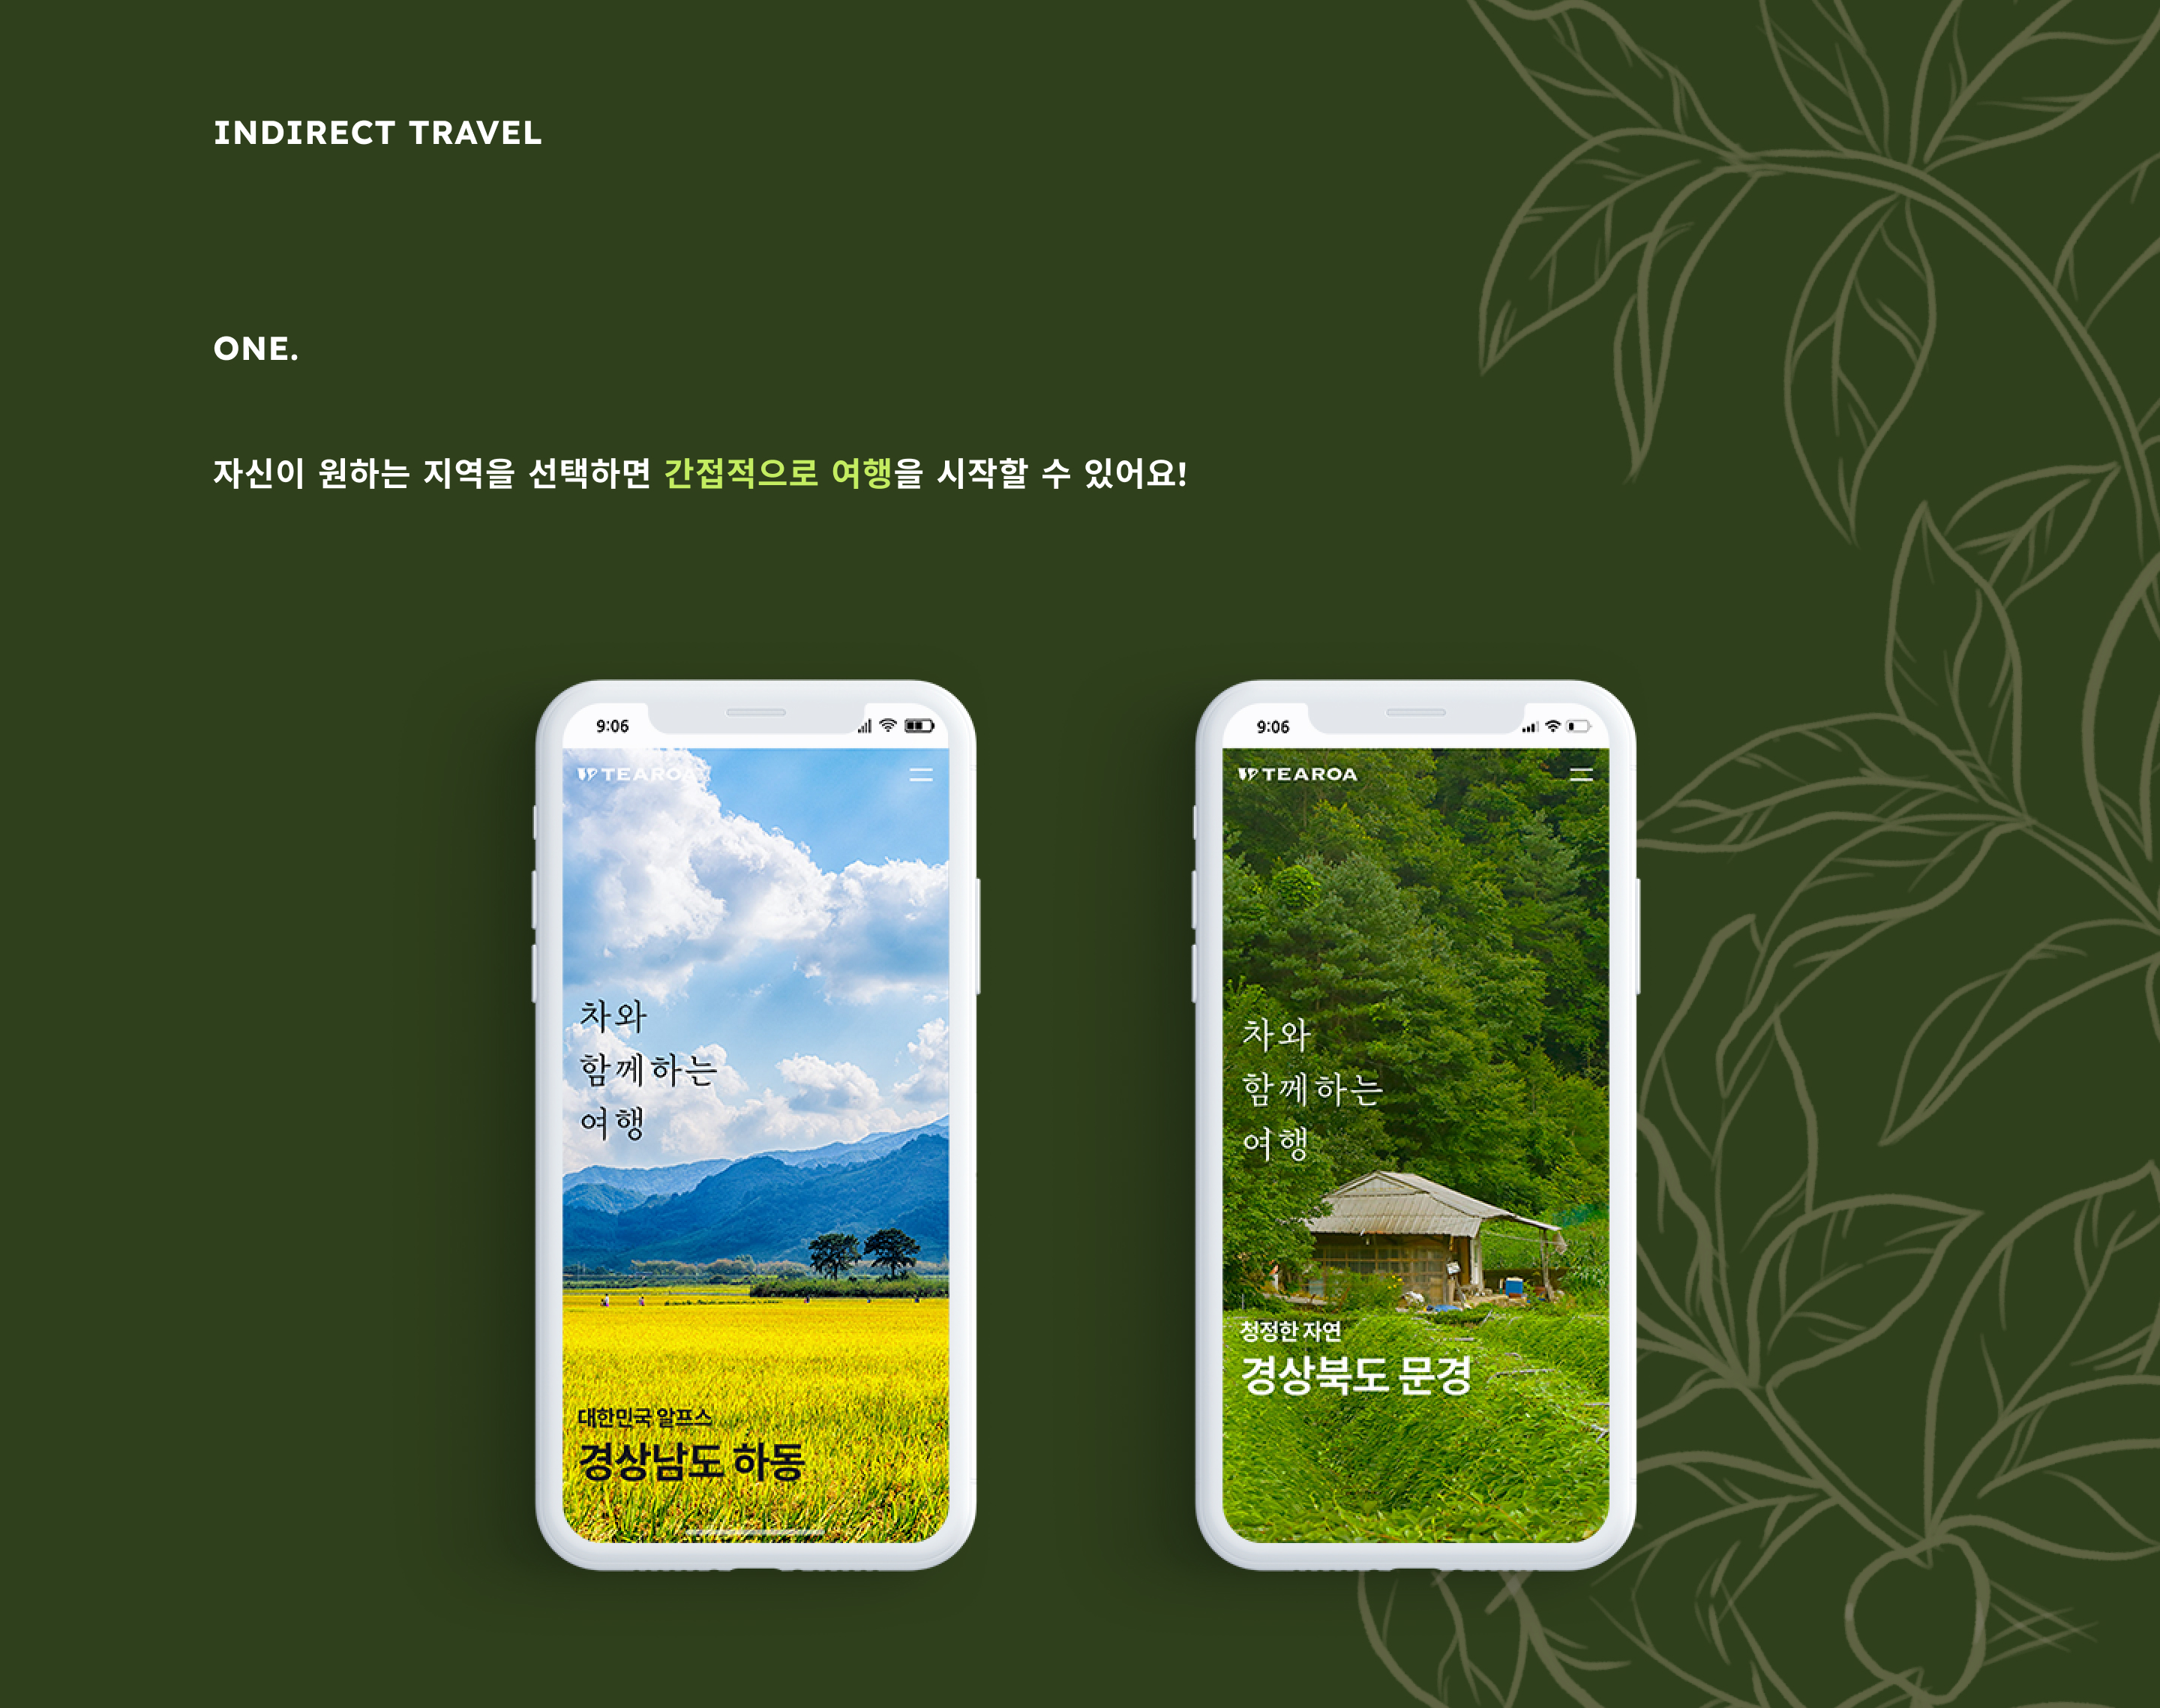 INDIRECT TRAVEL
ONE.
자신이 원하는 지역을 선택하면 간접적으로 여행을 시작할 수 있어요!
9:06
TEAROA
차와
함께하는
여행
대한민국 알프스
경상남도 하동
9:06
TEAROA
차와
함께하는
여행
청정한 자연
경상북도 문경